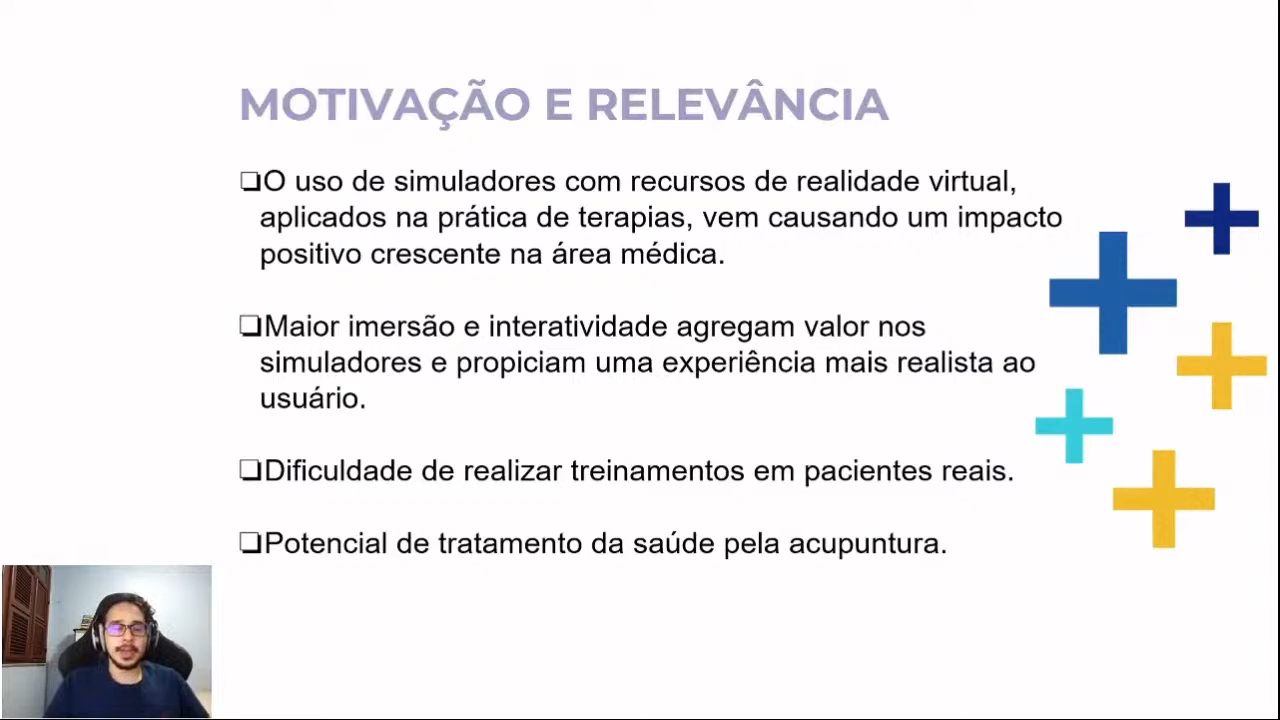 MOTIVAÇÃO E RELEVÂNCIA
❑O uso de simuladores com recursos de realidade virtual,
aplicados na prática de terapias, vem causando um impacto
positivo crescente na área médica.
❑Maior imersão e interatividade agregam valor nos
simuladores e propiciam uma experiência mais realista ao
usuário.
❑Dificuldade de realizar treinamentos em pacientes reais.
❑Potencial de tratamento da saúde pela acupuntura.